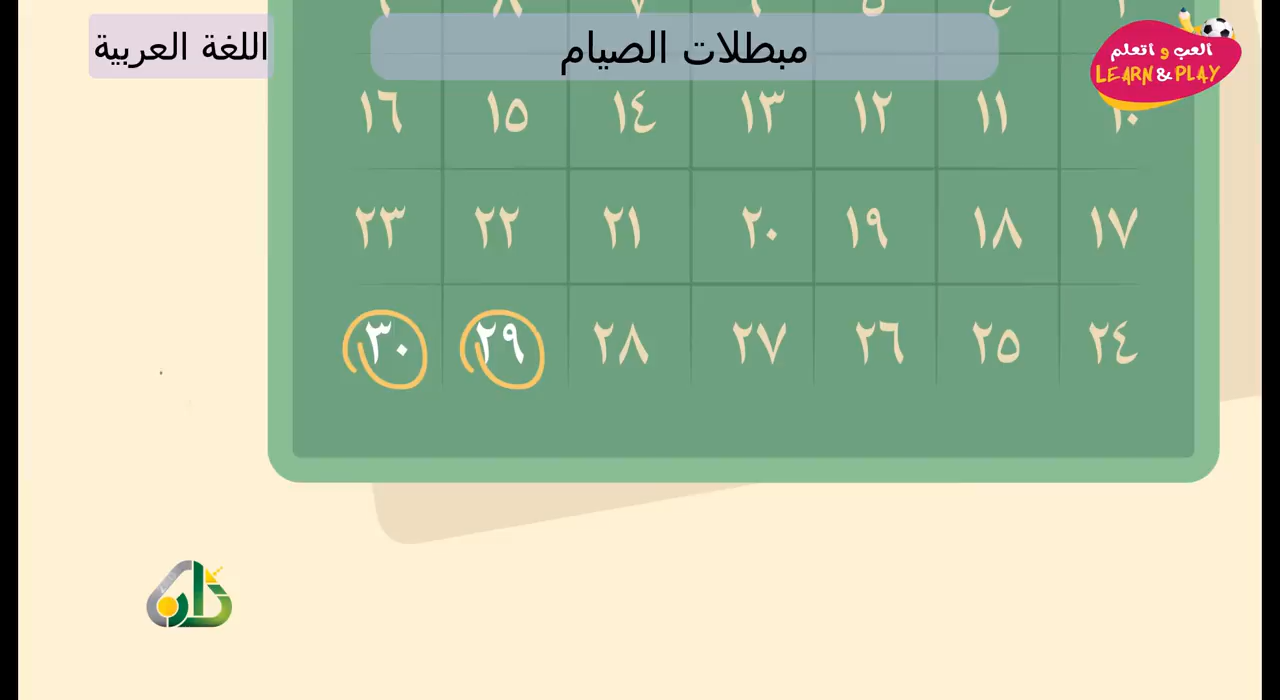 مبطلات الصيام
اللغة العربية
العب و اتعلم
LEARN & PLAY
١٠ ١١ ١٢ ١٣ ١٤ ١٥ ١٦
١٧ ١٨ ١٩ ٢٠ ٢١ ٢٢ ٢٣
٢٤ ٢٥ ٢٦ ٢٧ ٢٨ ٢٩ ٣٠